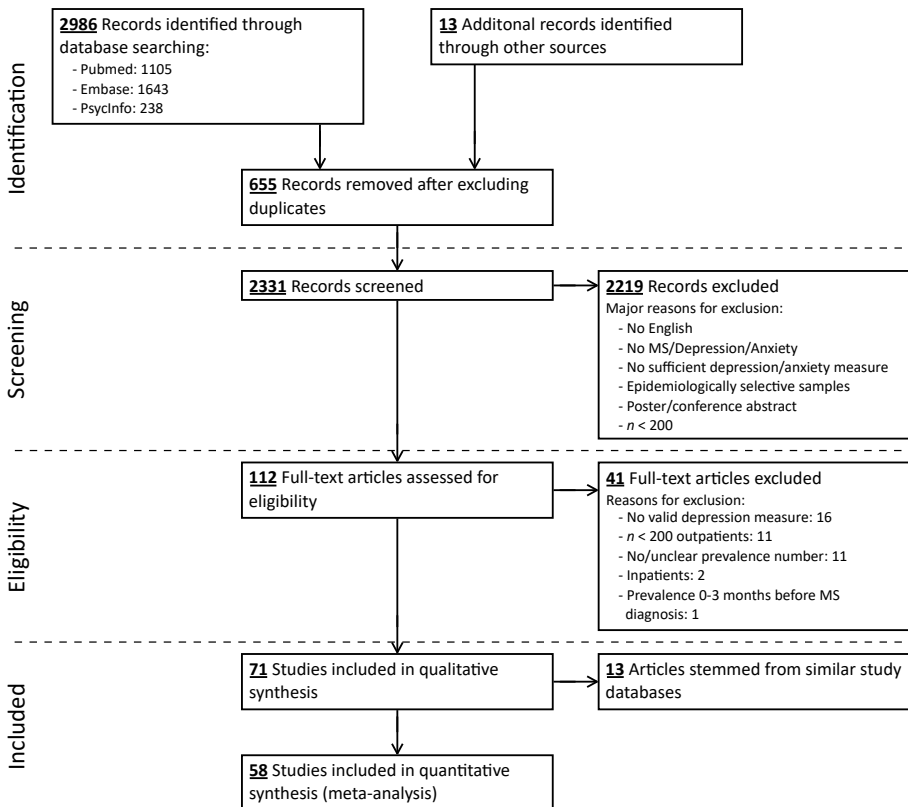 Identification
2986 Records identified through
database searching:
- Pubmed: 1105
- Embase: 1643
- PsycInfo: 238
13 Additonal records identified
through other sources
655 Records removed after excluding
duplicates
Screening
2331 Records screened
2219 Records excluded
Major reasons for exclusion:
- No English
- No MS/Depression/Anxiety
- No sufficient depression/anxiety measure
- Epidemiologically selective samples
- Poster/conference abstract
- n < 200
Eligibility
112 Full-text articles assessed for
eligibility
41 Full-text articles excluded
Reasons for exclusion:
- No valid depression measure: 16
- n < 200 outpatients: 11
- No/unclear prevalence number: 11
- Inpatients: 2
- Prevalence 0-3 months before MS
diagnosis: 1
Included
71 Studies included in qualitative
synthesis
13 Articles stemmed from similar study
databases
58 Studies included in quantitative
synthesis (meta-analysis)